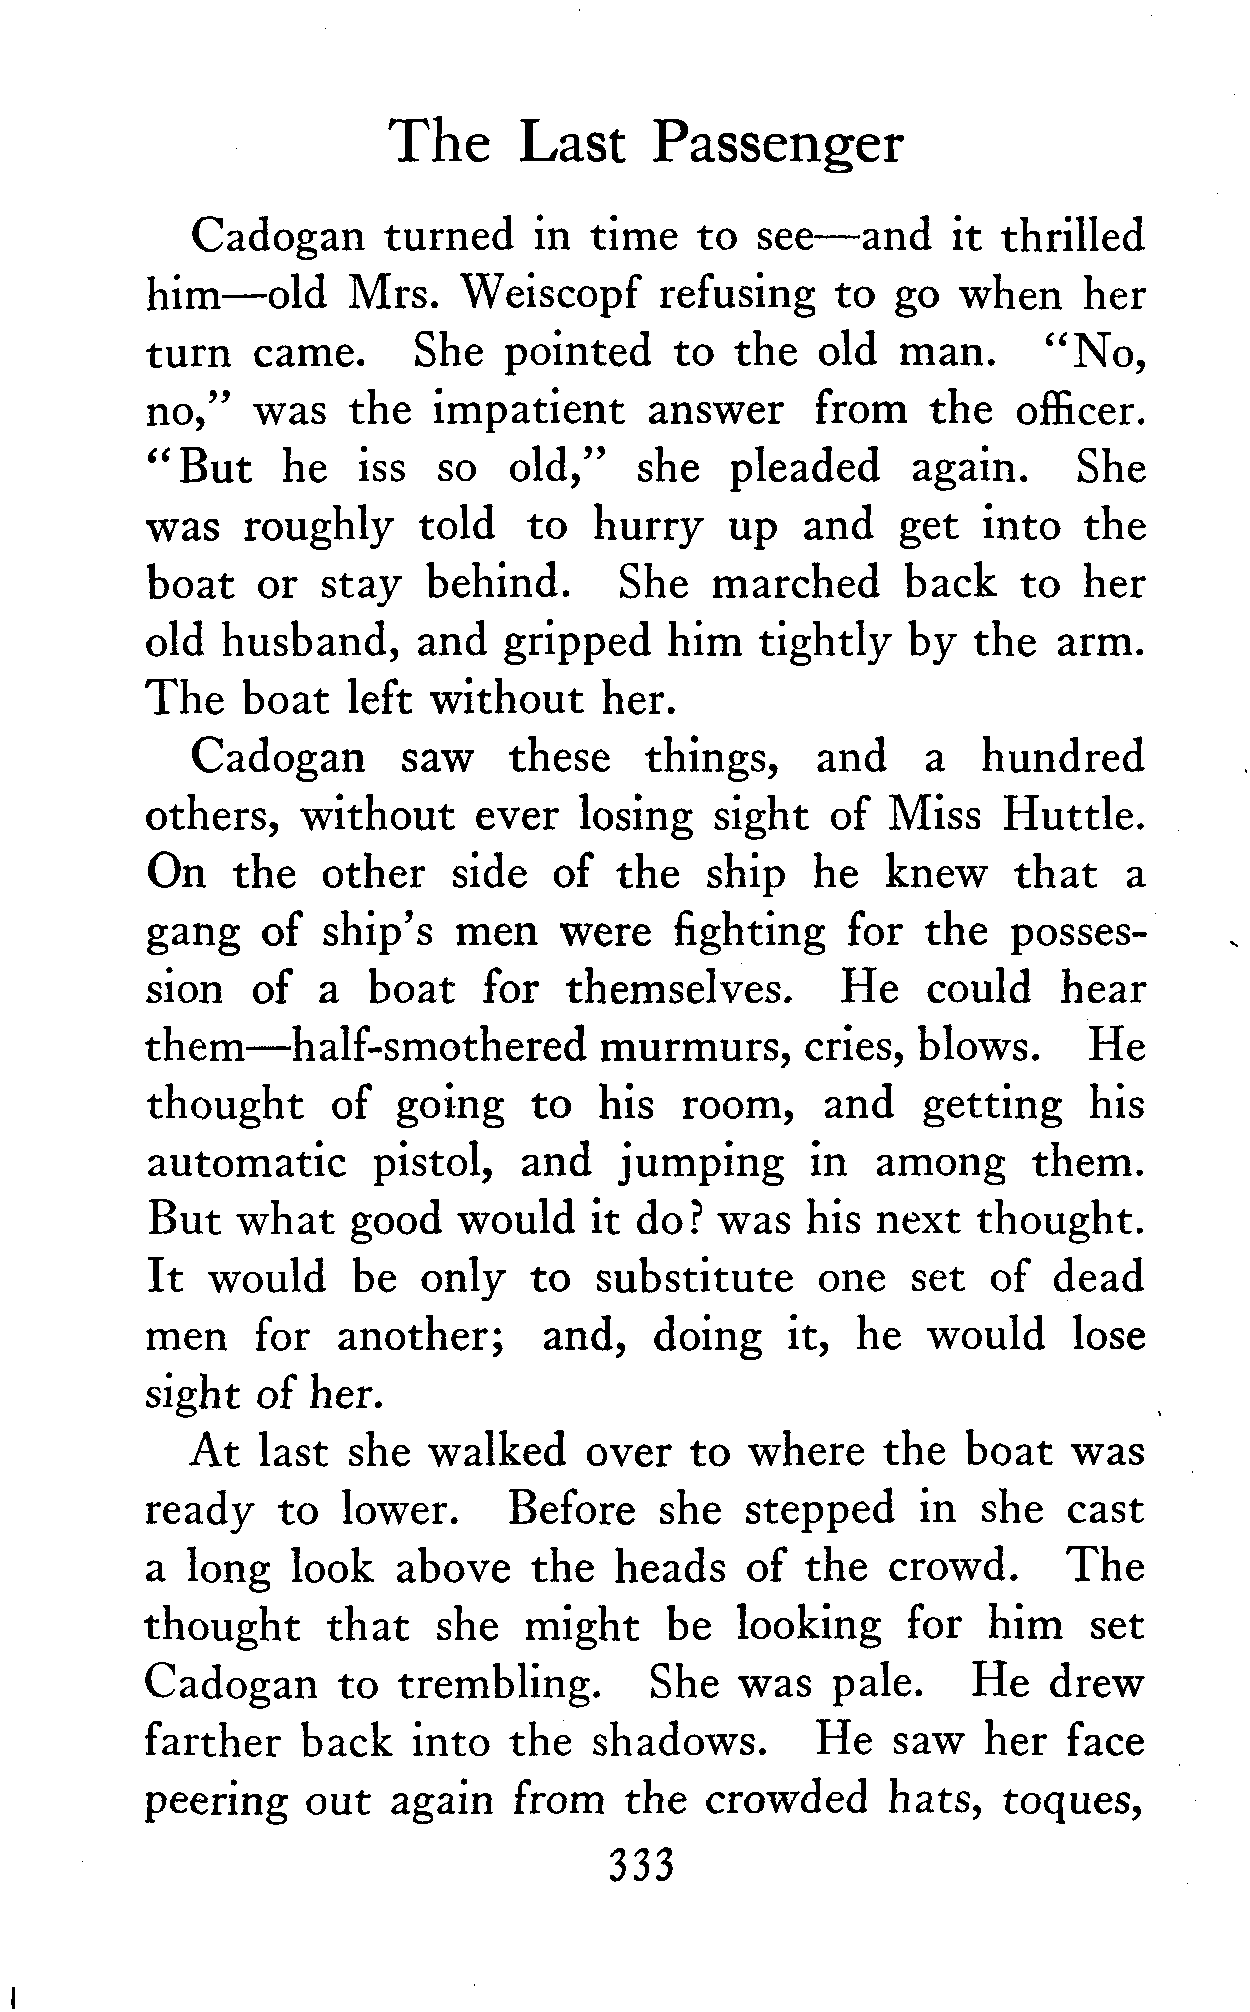 The Last Passenger
Cadogan turned in time to see—and it thrilled
him—old Mrs. Weiscopf refusing to go when her
turn came. She pointed to the old man. "No,
no," was the impatient answer from the officer.
"But he iss so old," she pleaded again. She
was roughly told to hurry up and get into the
boat or stay behind. She marched back to her
old husband, and gripped him tightly by the arm.
The boat left without her.
Cadogan saw these things, and a hundred
others, without ever losing sight of Miss Huttle.
On the other side of the ship he knew that a
gang of ship's men were fighting for the posses-
sion of a boat for themselves. He could hear
them—half-smothered murmurs, cries, blows. He
thought of going to his room, and getting his
automatic pistol, and jumping in among them.
But what good would it do? was his next thought.
It would be only to substitute one set of dead
men for another; and, doing it, he would lose
sight of her.
At last she walked over to where the boat was
ready to lower. Before she stepped in she cast
a long look above the heads of the crowd. The
thought that she might be looking for him set
Cadogan to trembling. She was pale. He drew
farther back into the shadows. He saw her face
peering out again from the crowded hats, toques,
333